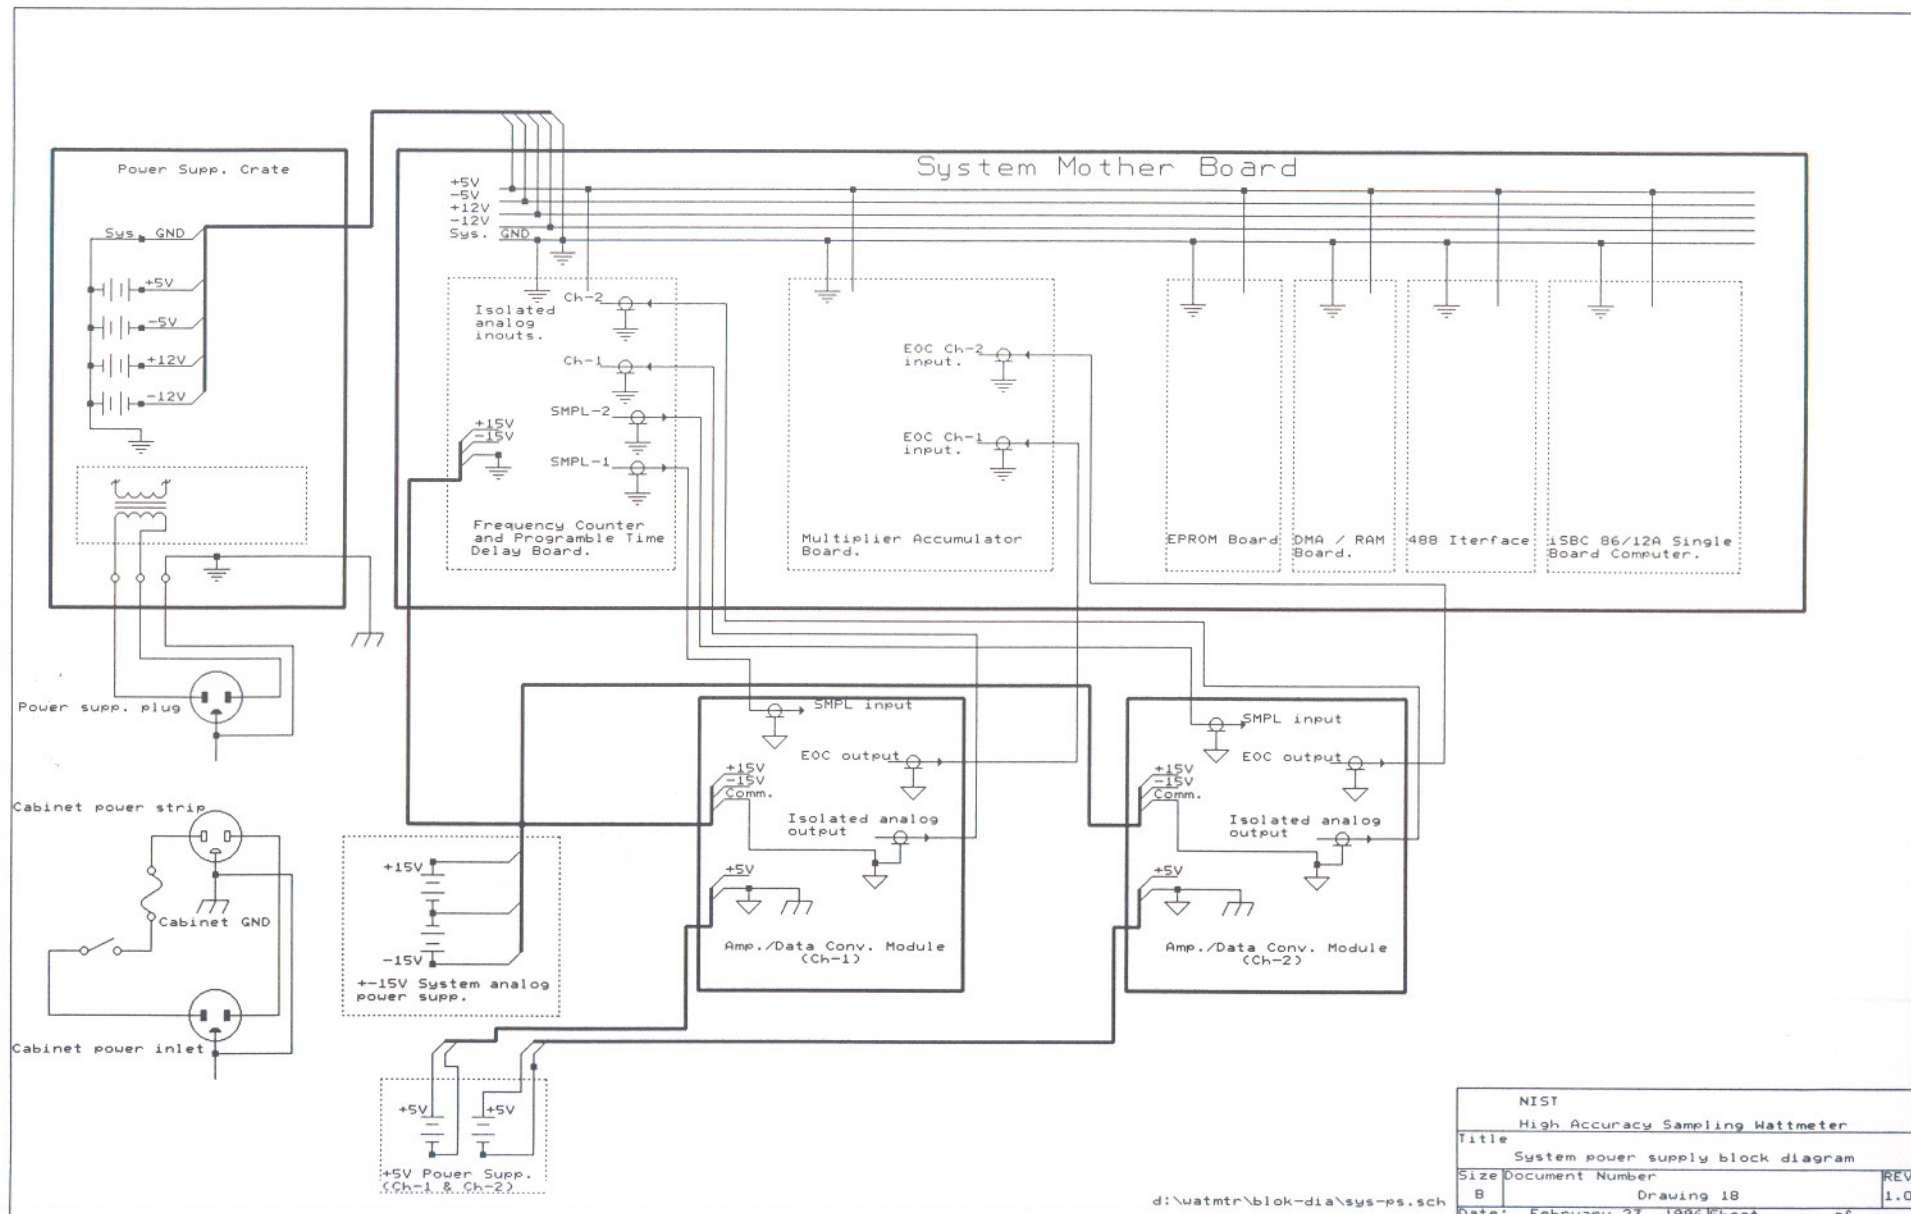 Power Supp. Crate
Sys. GND
+5V
-5V
+12V
-12V
System Mother Board
+5V
-5V
+12V
-12V
Sys. GND
Isolated
analog
inouts.
Ch-2
Ch-1
SMPL-2
SMPL-1
+15V
-15V
Frequency Counter
and Programble Time
Delay Board.
EOC Ch-2
input.
EOC Ch-1
input.
Multiplier Accumulator
Board.
EPROM Board
DMA / RAM
Board.
488 Iterface
iSBC 86/12A Single
Board Computer.
Power supp. plug
Cabinet power strip
Cabinet GND
Cabinet power inlet
+15V
-15V
+-15V System analog
power supp.
SMPL input
EOC output
+15V
-15V
Comm.
Isolated analog
output
+5V
Amp./Data Conv. Module
(Ch-1)
SMPL input
EOC output
+15V
-15V
Comm.
Isolated analog
output
+5V
Amp./Data Conv. Module
(Ch-2)
+5V
+5V
+5V Power Supp.
(Ch-1 & Ch-2)
d:\watmtr\blok-dia\sys-ps.sch
NIST
High Accuracy Sampling Wattmeter
Title
System power supply block diagram
Size
Document Number
REV
B
Drawing 18
1.0
Date: February 23, 1996 Sheet of